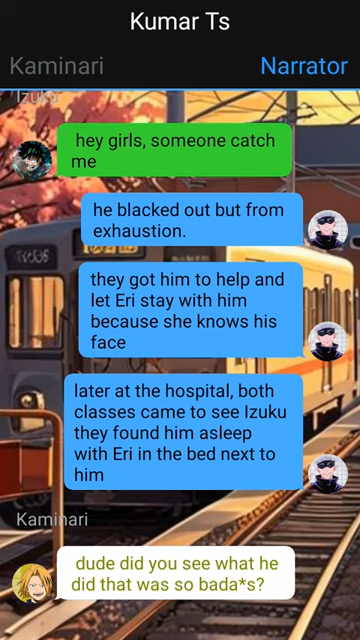 Kumar Ts
Kaminari
Narrator
Izuku
hey girls, someone catch
me
he blacked out but from
exhaustion.
they got him to help and
let Eri stay with him
because she knows his
face
later at the hospital, both
classes came to see Izuku
they found him asleep
with Eri in the bed next to
him
Kaminari
dude did you see what he
did that was so bada*s?